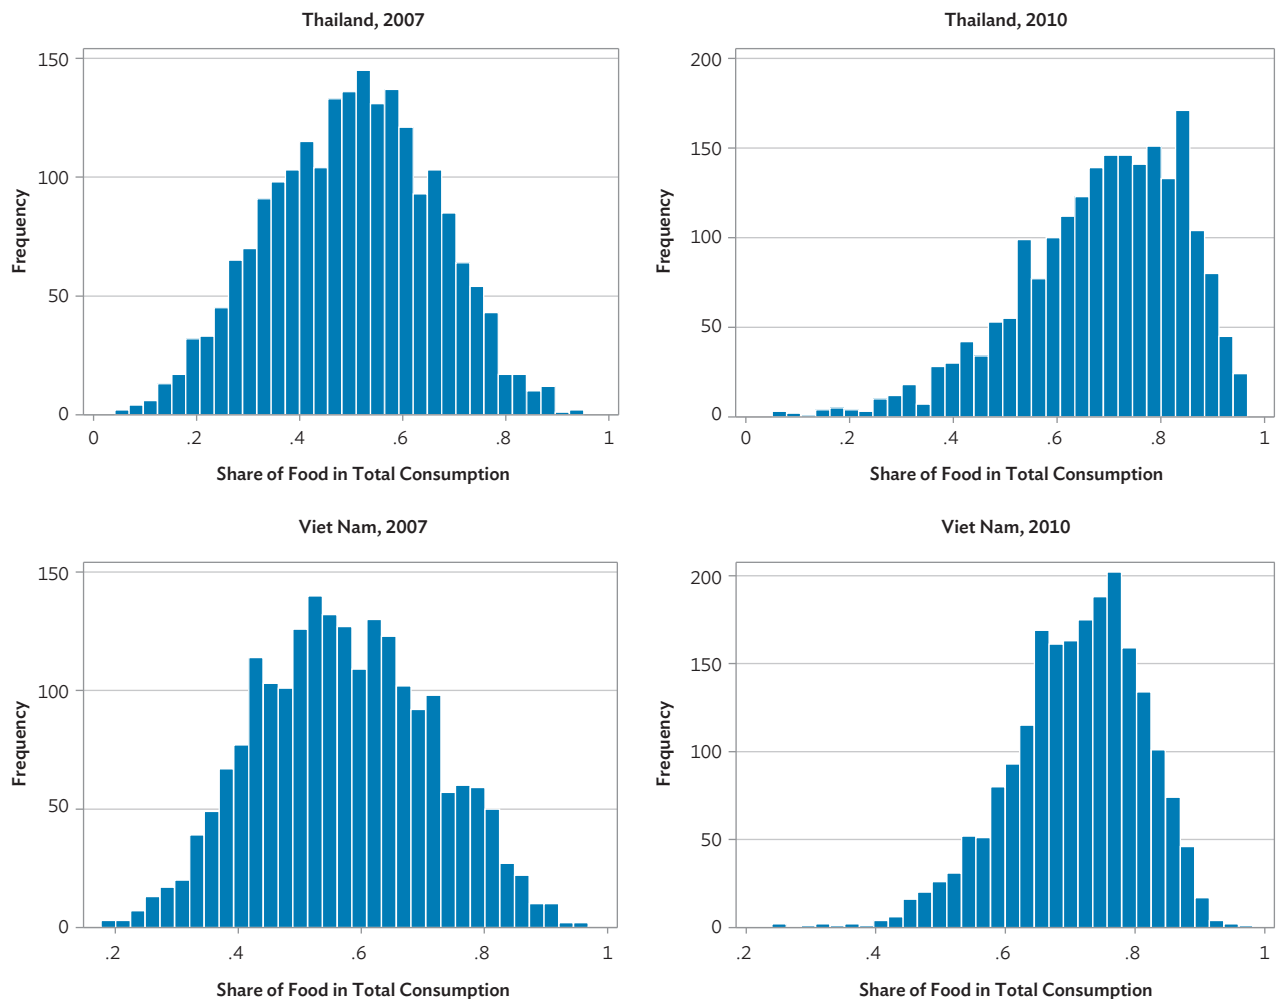 Thailand, 2007
150
100
50
0
Frequency
0 .2 .4 .6 .8 1
Share of Food in Total Consumption
Thailand, 2010
200
150
100
50
0
Frequency
0 .2 .4 .6 .8 1
Share of Food in Total Consumption
Viet Nam, 2007
150
100
50
0
Frequency
.2 .4 .6 .8 1
Share of Food in Total Consumption
Viet Nam, 2010
200
150
100
50
0
Frequency
.2 .4 .6 .8 1
Share of Food in Total Consumption